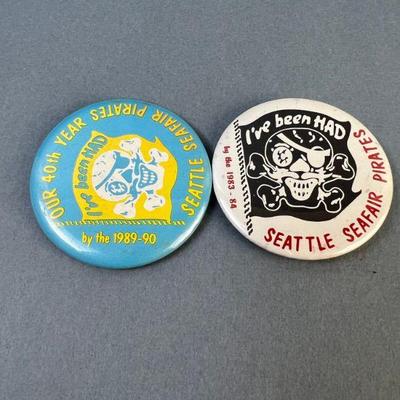 OUR 40th YEAR
I've been HAD
by the 1989-90
SEATTLE SEAFAIR PIRATES
I've been HAD
by the 1983-84
SEATTLE SEAFAIR PIRATES